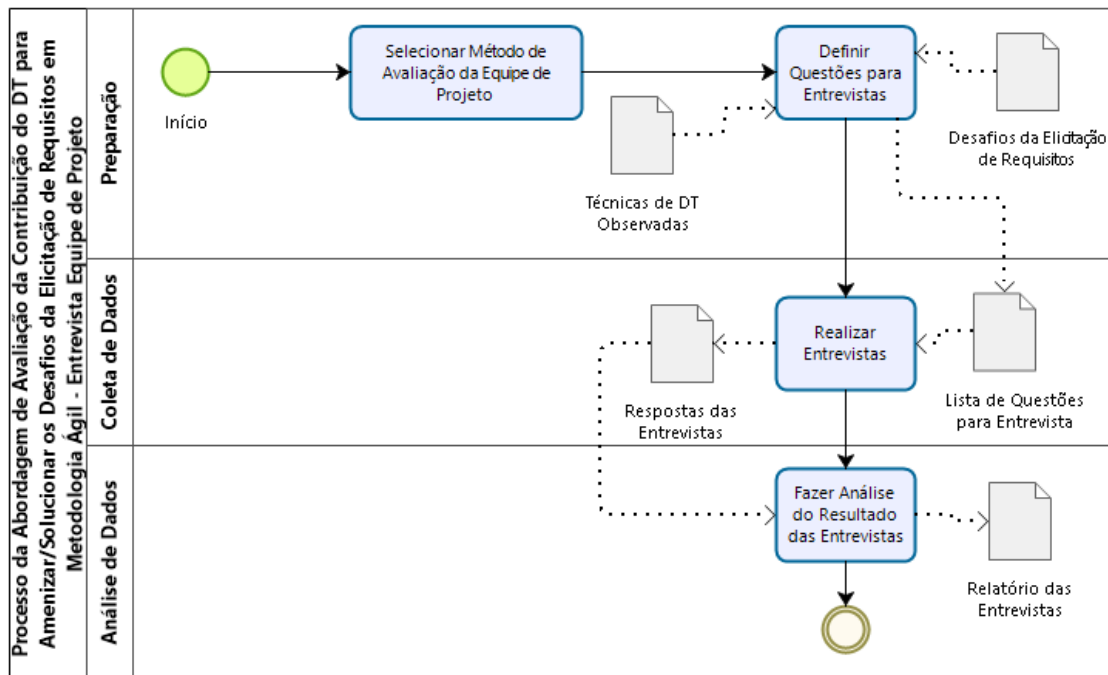 Processo da Abordagem de Avaliação da Contribuição do DT para
Amenizar/Solucionar os Desafios da Elicitação de Requisitos em
Metodologia Ágil - Entrevista Equipe de Projeto
Preparação
Início
Selecionar Método de
Avaliação da Equipe de
Projeto
Definir
Questões para
Entrevistas
Técnicas de DT
Observadas
Desafios da Elicitação
de Requisitos
Coleta de Dados
Respostas das
Entrevistas
Realizar
Entrevistas
Lista de Questões
para Entrevista
Análise de Dados
Fazer Análise
do Resultado
das Entrevistas
Relatório das
Entrevistas